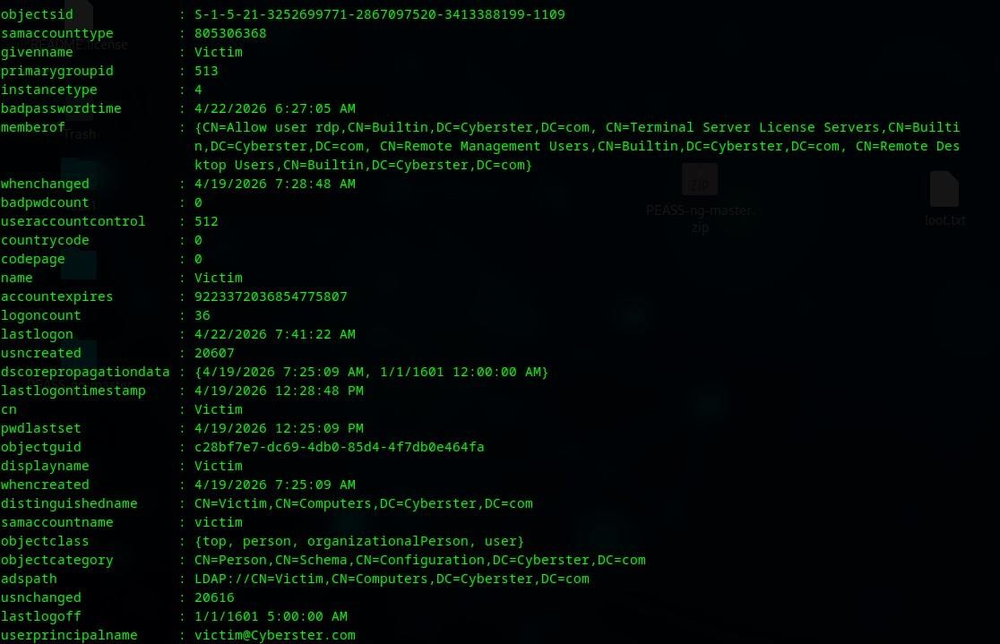 objectsid : S-1-5-21-3252699771-2867097520-3413388199-1109
samaccounttype : 805306368
givenname : Victim
primarygroupid : 513
instancetype : 4
badpasswordtime : 4/22/2026 6:27:05 AM
memberof : {CN=Allow user rdp,CN=Builtin,DC=Cyberster,DC=com, CN=Terminal Server License Servers,CN=Builti
n,DC=Cyberster,DC=com, CN=Remote Management Users,CN=Builtin,DC=Cyberster,DC=com, CN=Remote Des
ktop Users,CN=Builtin,DC=Cyberster,DC=com}
whenchanged : 4/19/2026 7:28:48 AM
badpwdcount : 0
useraccountcontrol : 512
countrycode : 0
codepage : 0
name : Victim
accountexpires : 9223372036854775807
logoncount : 36
lastlogon : 4/22/2026 7:41:22 AM
usncreated : 20607
dscorepropagationdata : {4/19/2026 7:25:09 AM, 1/1/1601 12:00:00 AM}
lastlogontimestamp : 4/19/2026 12:28:48 PM
cn : Victim
pwdlastset : 4/19/2026 12:25:09 PM
objectguid : c28bf7e7-dc69-4db0-85d4-4f7db0e464fa
displayname : Victim
whencreated : 4/19/2026 7:25:09 AM
distinguishedname : CN=Victim,CN=Computers,DC=Cyberster,DC=com
samaccountname : victim
objectclass : {top, person, organizationalPerson, user}
objectcategory : CN=Person,CN=Schema,CN=Configuration,DC=Cyberster,DC=com
adspath : LDAP://CN=Victim,CN=Computers,DC=Cyberster,DC=com
usnchanged : 20616
lastlogoff : 1/1/1601 5:00:00 AM
userprincipalname : victim@Cyberster.com
README.license
Trash
zip
PEASS-ng-master.
zip
loot.txt